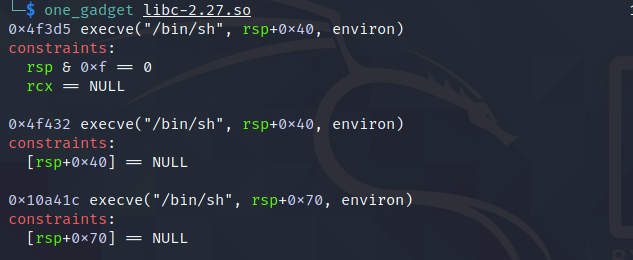 └─$ one_gadget libc-2.27.so
0×4f3d5 execve("/bin/sh", rsp+0×40, environ)
constraints:
  rsp & 0×f == 0
  rcx == NULL

0×4f432 execve("/bin/sh", rsp+0×40, environ)
constraints:
  [rsp+0×40] == NULL

0×10a41c execve("/bin/sh", rsp+0×70, environ)
constraints:
  [rsp+0×70] == NULL